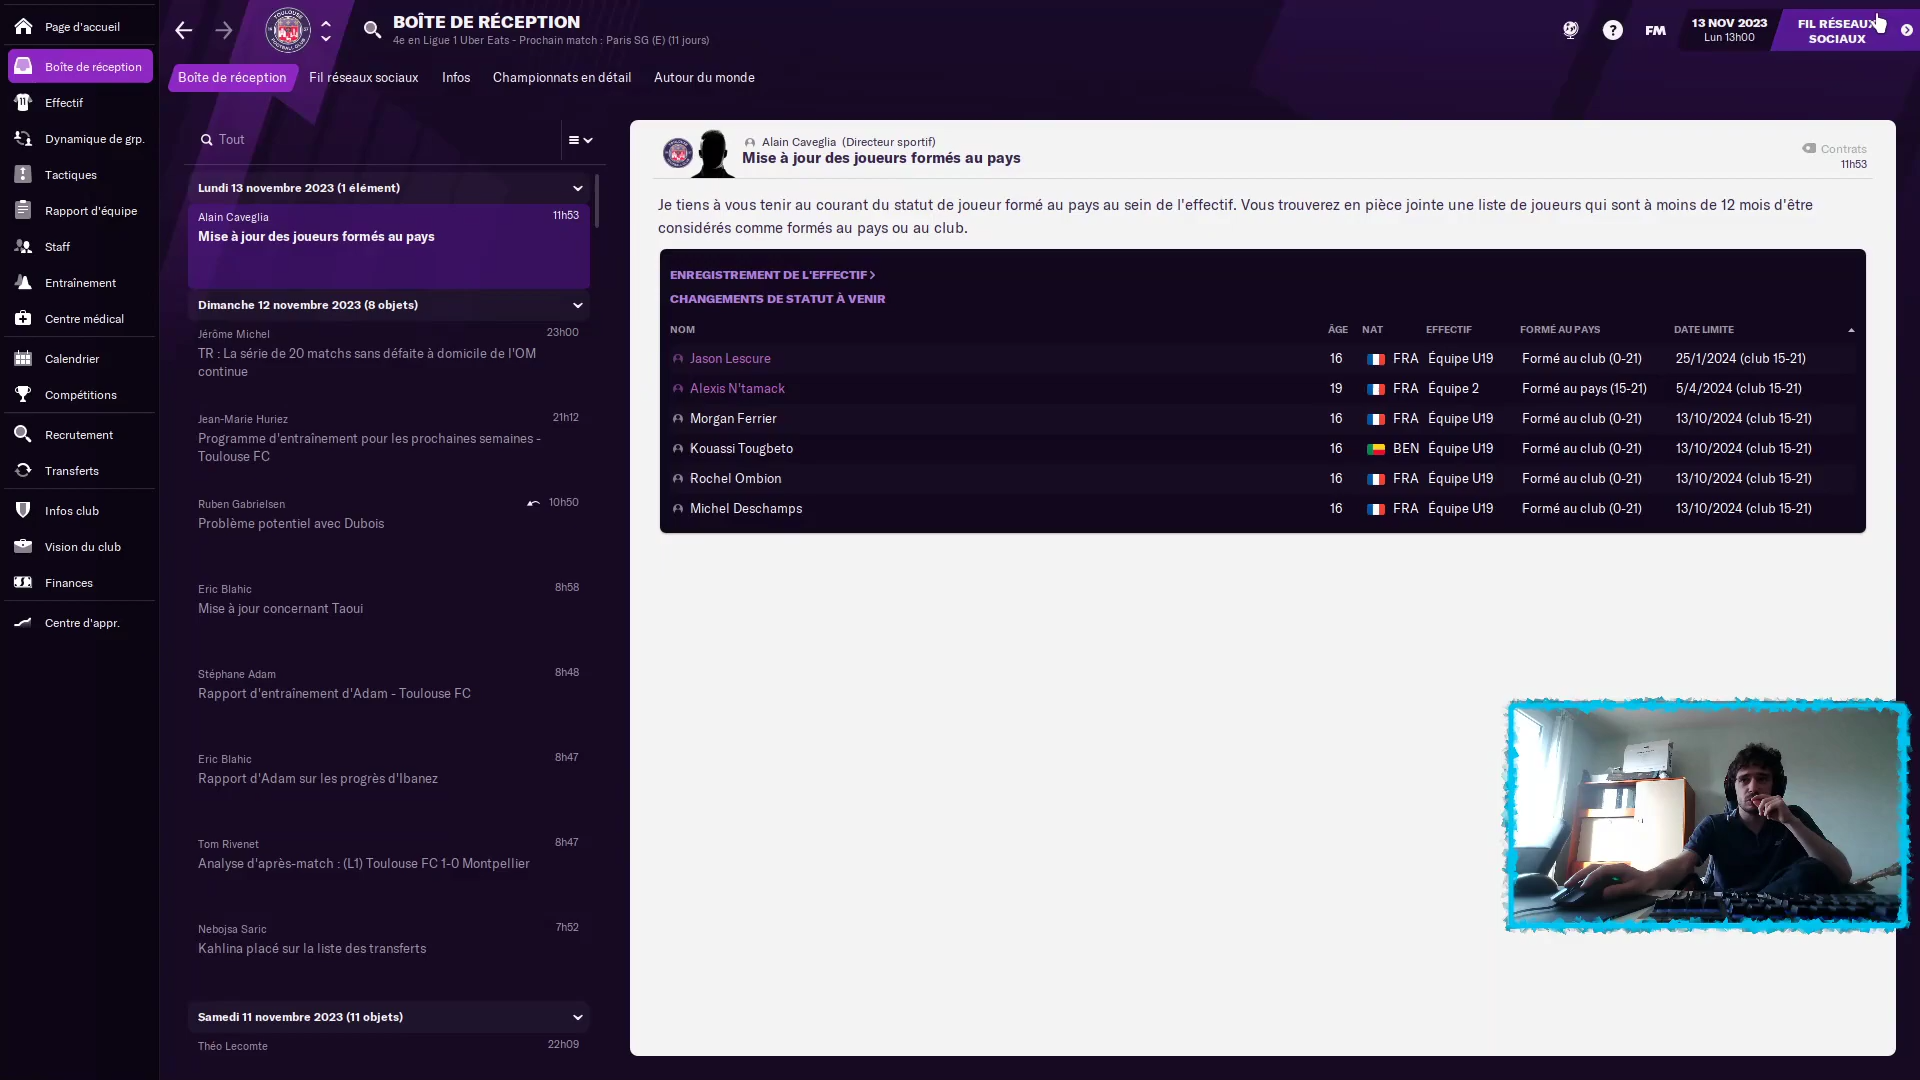 Page d'accueil
Boîte de réception
Effectif
Dynamique de grp.
Tactiques
Rapport d'équipe
Staff
Entraînement
Centre médical
Calendrier
Compétitions
Recrutement
Transferts
Infos club
Vision du club
Finances
Centre d'appr.
BOÎTE DE RÉCEPTION
4e en Ligue 1 Uber Eats - Prochain match : Paris SG (E) (11 jours)
FM
13 NOV 2023
Lun 13h00
FIL RÉSEAUX
SOCIAUX
Boîte de réception Fil réseaux sociaux Infos Championnats en détail Autour du monde
Tout
Lundi 13 novembre 2023 (1 élément)
Alain Caveglia 11h53
Mise à jour des joueurs formés au pays
Dimanche 12 novembre 2023 (8 objets)
Jérôme Michel 23h00
TR : La série de 20 matchs sans défaite à domicile de l'OM
continue
Jean-Marie Huriez 21h12
Programme d'entraînement pour les prochaines semaines -
Toulouse FC
Ruben Gabrielsen 10h50
Problème potentiel avec Dubois
Eric Blahic 8h58
Mise à jour concernant Taoui
Stéphane Adam 8h48
Rapport d'entraînement d'Adam - Toulouse FC
Eric Blahic 8h47
Rapport d'Adam sur les progrès d'Ibanez
Tom Rivenet 8h47
Analyse d'après-match : (L1) Toulouse FC 1-0 Montpellier
Nebojsa Saric 7h52
Kahlina placé sur la liste des transferts
Samedi 11 novembre 2023 (11 objets)
Théo Lecomte 22h09
Alain Caveglia (Directeur sportif)
Mise à jour des joueurs formés au pays
Contrats
11h53
Je tiens à vous tenir au courant du statut de joueur formé au pays au sein de l'effectif. Vous trouverez en pièce jointe une liste de joueurs qui sont à moins de 12 mois d'être
considérés comme formés au pays ou au club.
ENREGISTREMENT DE L'EFFECTIF >
CHANGEMENTS DE STATUT À VENIR
NOM ÂGE NAT EFFECTIF FORMÉ AU PAYS DATE LIMITE
Jason Lescure 16 FRA Équipe U19 Formé au club (0-21) 25/1/2024 (club 15-21)
Alexis N'tamack 19 FRA Équipe 2 Formé au pays (15-21) 5/4/2024 (club 15-21)
Morgan Ferrier 16 FRA Équipe U19 Formé au club (0-21) 13/10/2024 (club 15-21)
Kouassi Tougbeto 16 BEN Équipe U19 Formé au club (0-21) 13/10/2024 (club 15-21)
Rochel Ombion 16 FRA Équipe U19 Formé au club (0-21) 13/10/2024 (club 15-21)
Michel Deschamps 16 FRA Équipe U19 Formé au club (0-21) 13/10/2024 (club 15-21)